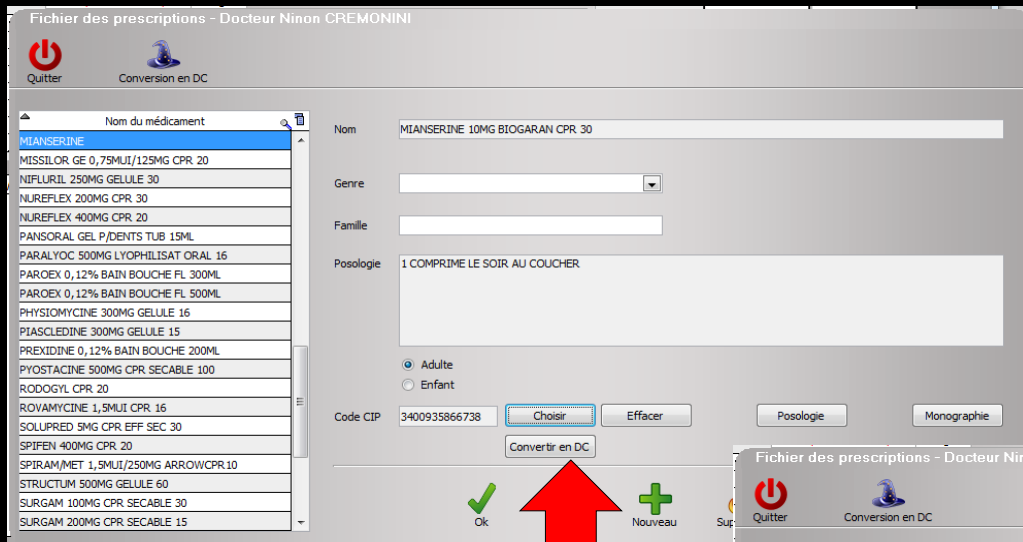 Fichier des prescriptions - Docteur Ninon CREMONINI
Quitter
Conversion en DC
Nom du médicament
MIANSERINE
MISSILOR GE 0,75MUI/125MG CPR 20
NIFLURIL 250MG GELULE 30
NUREFLEX 200MG CPR 30
NUREFLEX 400MG CPR 20
PANSORAL GEL P/DENTS TUB 15ML
PARALYOC 500MG LYOPHILISAT ORAL 16
PAROEX 0,12% BAIN BOUCHE FL 300ML
PAROEX 0,12% BAIN BOUCHE FL 500ML
PHYSIOMYCINE 300MG GELULE 16
PIASCLEDINE 300MG GELULE 15
PREXIDINE 0,12% BAIN BOUCHE 200ML
PYOSTACINE 500MG CPR SECABLE 100
RODOGYL CPR 20
ROVAMYCINE 1,5MUI CPR 16
SOLUPRED 5MG CPR EFF SEC 30
SPIFEN 400MG CPR 20
SPIRAM/MET 1,5MUI/250MG ARROWCPR10
STRUCTUM 500MG GELULE 60
SURGAM 100MG CPR SECABLE 30
SURGAM 200MG CPR SECABLE 15
Nom MIANSERINE 10MG BIOGARAN CPR 30
Genre
Famille
Posologie 1 COMPRIME LE SOIR AU COUCHER
Adulte
Enfant
Code CIP 3400935866738 Choisir Effacer Posologie Monographie
Convertir en DC
Ok
Nouveau
Sup
Fichier des prescriptions - Docteur Nin
Quitter
Conversion en DC